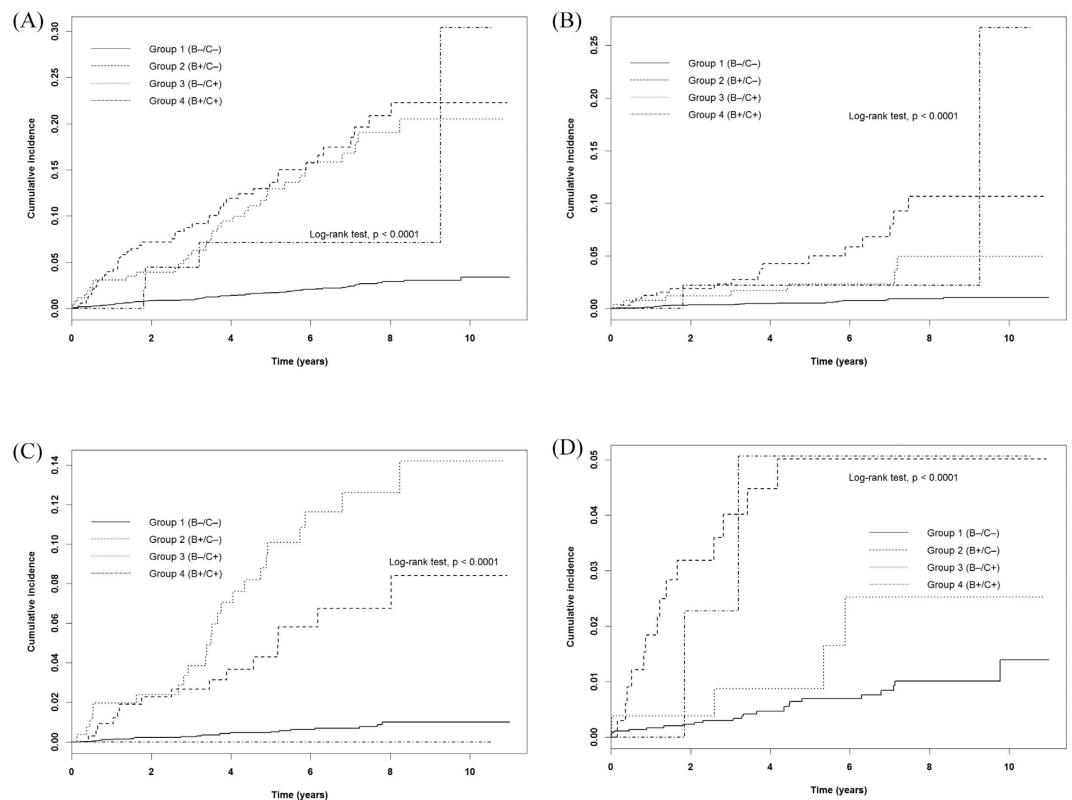 (A)
0.30
0.25
0.20
0.15
0.10
0.05
0.00
Cumulative incidence
Group 1 (B–/C–)
Group 2 (B+/C–)
Group 3 (B–/C+)
Group 4 (B+/C+)
Log-rank test, p < 0.0001
0 2 4 6 8 10
Time (years)
(B)
0.25
0.20
0.15
0.10
0.05
0.00
Cumulative incidence
Group 1 (B–/C–)
Group 2 (B+/C–)
Group 3 (B–/C+)
Group 4 (B+/C+)
Log-rank test, p < 0.0001
0 2 4 6 8 10
Time (years)
(C)
0.14
0.12
0.10
0.08
0.06
0.04
0.02
0.00
Cumulative incidence
Group 1 (B–/C–)
Group 2 (B+/C–)
Group 3 (B–/C+)
Group 4 (B+/C+)
Log-rank test, p < 0.0001
0 2 4 6 8 10
Time (years)
(D)
0.05
0.04
0.03
0.02
0.01
0.00
Cumulative incidence
Log-rank test, p < 0.0001
Group 1 (B–/C–)
Group 2 (B+/C–)
Group 3 (B–/C+)
Group 4 (B+/C+)
0 2 4 6 8 10
Time (years)